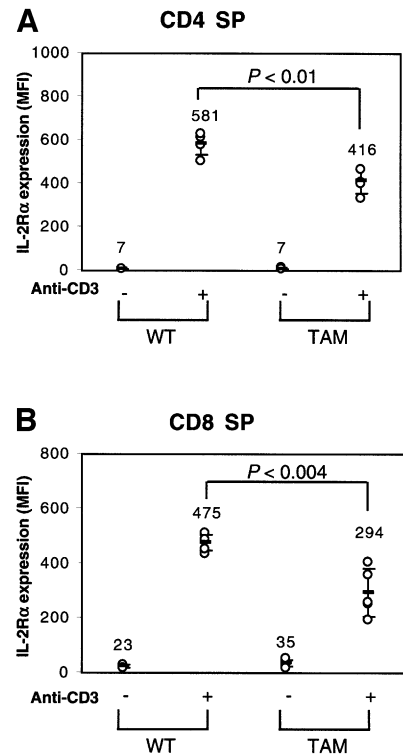 A
CD4 SP
IL-2Rα expression (MFI)
1000
800
600
400
200
0
P < 0.01
581
416
7
7
Anti-CD3
- + - +
WT TAM
B
CD8 SP
IL-2Rα expression (MFI)
800
600
400
200
0
P < 0.004
475
294
23
35
Anti-CD3
- + - +
WT TAM